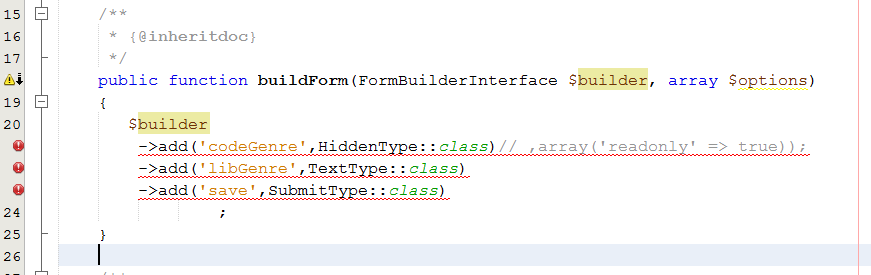 15 /**
16 * {@inheritdoc}
17 */
public function buildForm(FormBuilderInterface $builder, array $options)
19 {
20 $builder
->add('codeGenre',HiddenType::class)// ,array('readonly' => true));
->add('libGenre',TextType::class)
->add('save',SubmitType::class)
24 ;
25 }
26